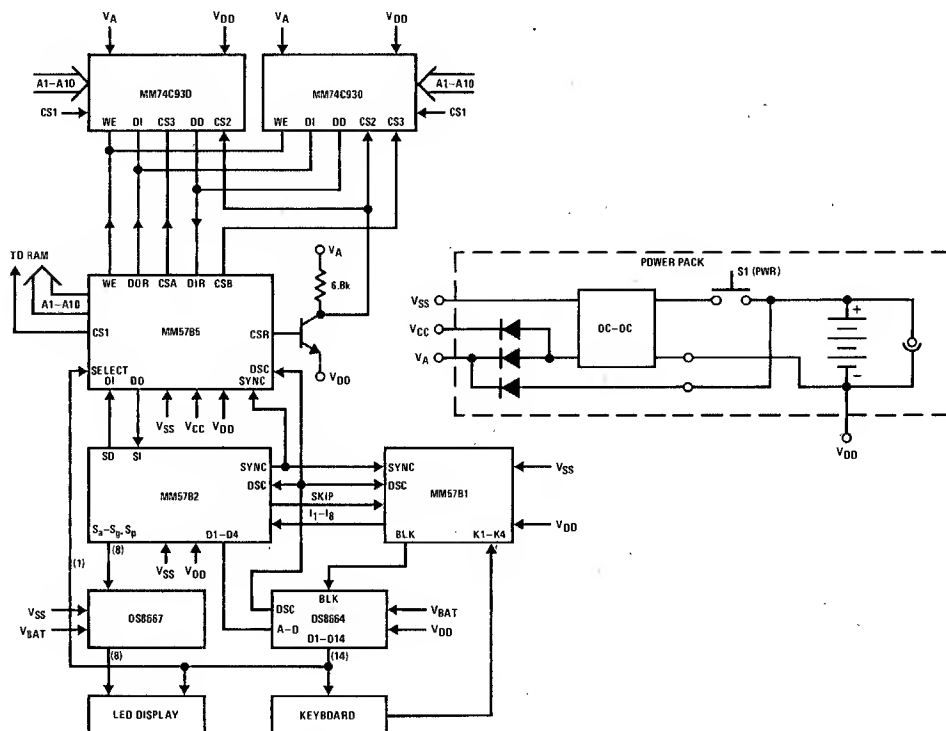 VA VDD VA VDD
A1–A10 MM74C930 MM74C930 A1–A10
CS1 CS1
WE DI CS3 DD CS2 WE DI DD CS2 CS3
VA
TO RAM 6.8k
WE DOR CSA DIR CSB
A1–A10
MM57B5 CSR
CS1
VDD
SELECT DSC
DI DO SYNC
VSS VCC VDD
POWER PACK
S1 (PWR)
VSS
DC–DC +
VCC
VA
–
VDD
SO SI SYNC SYNC VSS
DSC DSC
MM57B2 SKIP MM57B1
I1–I8
Sa–Sg, Sp D1–D4 BLK K1–K4 VDD
(1) (8) VSS VDD
VSS DS8667 DSC BLK VBAT
VBAT A–D DS8664 VDD
D1–D14
(8) (14)
LED DISPLAY KEYBOARD